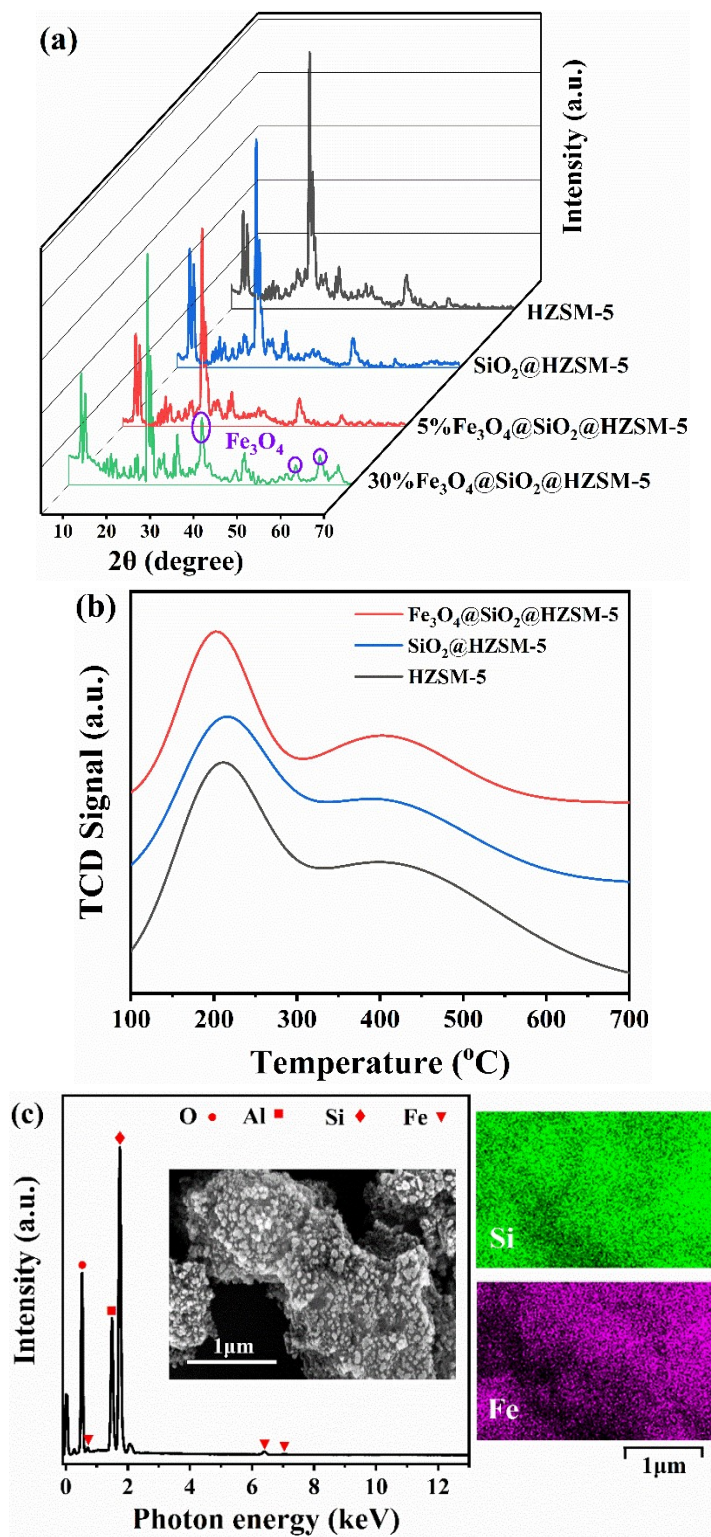 (a)
Intensity (a.u.)
HZSM-5
SiO₂@HZSM-5
5%Fe₃O₄@SiO₂@HZSM-5
Fe₃O₄
30%Fe₃O₄@SiO₂@HZSM-5
10 20 30 40 50 60 70
2θ (degree)
(b)
Fe₃O₄@SiO₂@HZSM-5
SiO₂@HZSM-5
HZSM-5
TCD Signal (a.u.)
100 200 300 400 500 600 700
Temperature (ºC)
(c)
O Al Si Fe
Intensity (a.u.)
1μm
0 2 4 6 8 10 12
Photon energy (keV)
Si
Fe
1μm